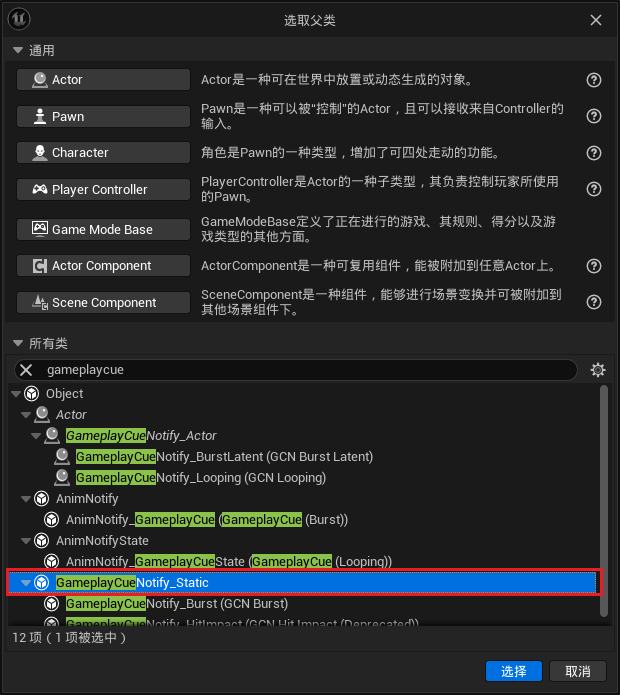 选取父类
通用
Actor
Actor是一种可在世界中放置或动态生成的对象。
Pawn
Pawn是一种可以被“控制”的Actor，且可以接收来自Controller的
输入。
Character
角色是Pawn的一种类型，增加了可四处走动的功能。
Player Controller
PlayerController是Actor的一种子类型，其负责控制玩家所使用
的Pawn。
Game Mode Base
GameModeBase定义了正在进行的游戏、其规则、得分以及游
戏类型的其他方面。
Actor Component
ActorComponent是一种可复用组件，能被附加到任意Actor上。
Scene Component
SceneComponent是一种组件，能够进行场景变换并可被附加到
其他场景组件下。
所有类
gameplaycue
Object
Actor
GameplayCueNotify_Actor
GameplayCueNotify_BurstLatent (GCN Burst Latent)
GameplayCueNotify_Looping (GCN Looping)
AnimNotify
AnimNotify_GameplayCue (GameplayCue (Burst))
AnimNotifyState
AnimNotify_GameplayCueState (GameplayCue (Looping))
GameplayCueNotify_Static
GameplayCueNotify_Burst (GCN Burst)
GameplayCueNotify_HitImpact (GCN Hit Impact (Deprecated))
12 项（1 项被选中）
选择
取消